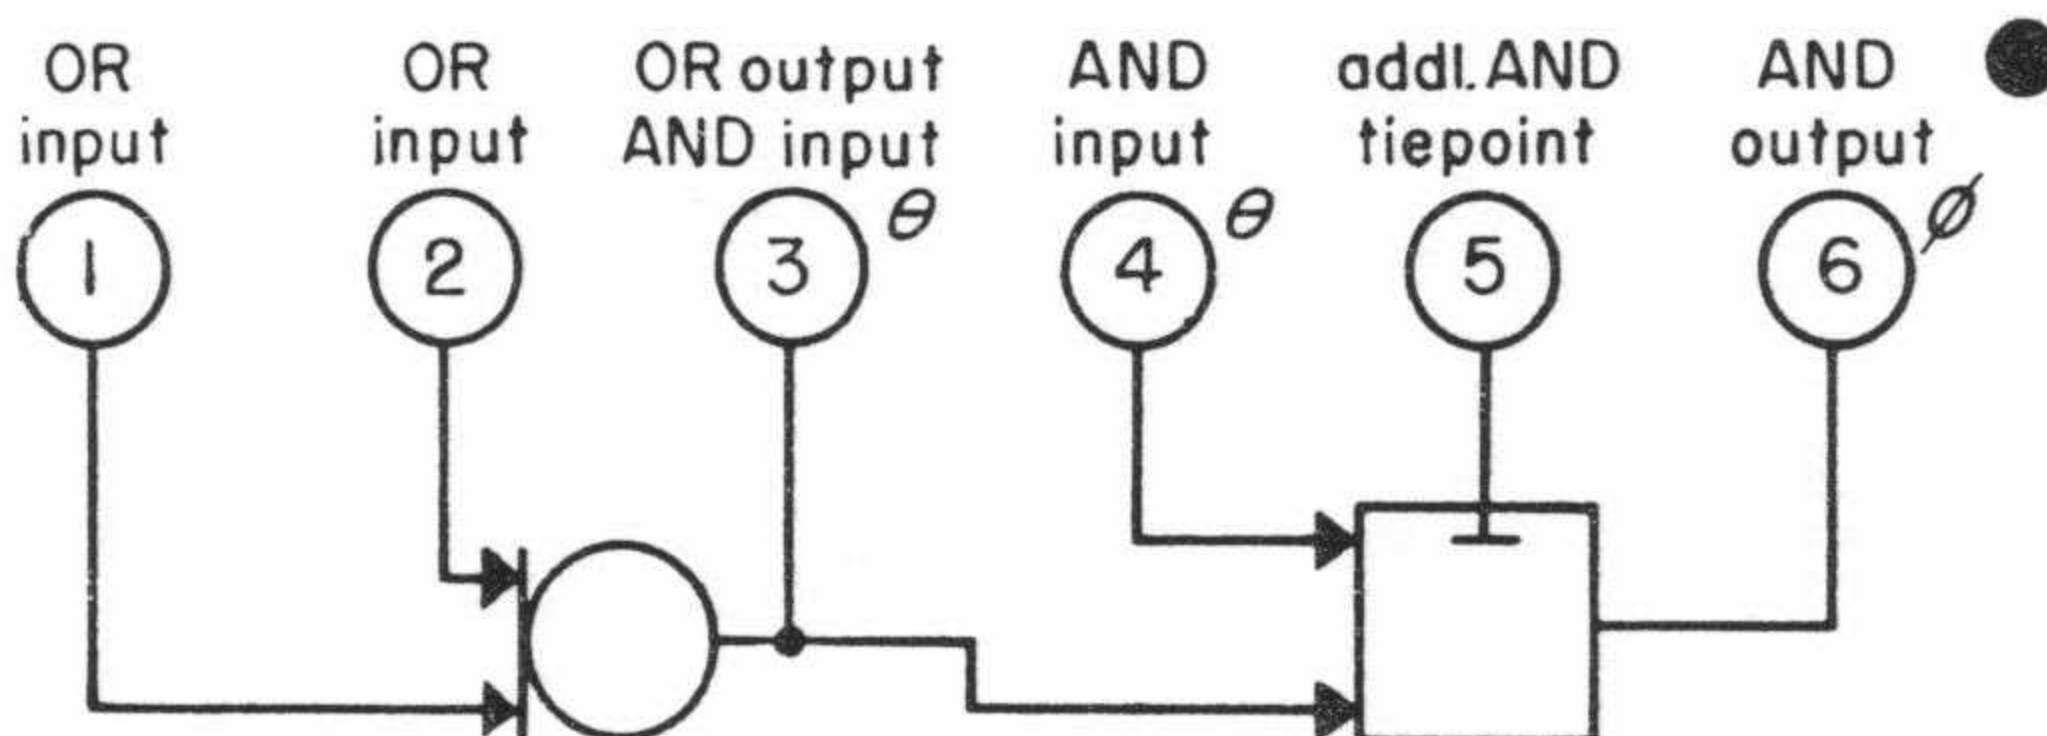 OR
input
OR
input
OR output
AND input
AND
input
addl. AND
tiepoint
AND
output
1
2
3 θ
4 θ
5
6 ϕ